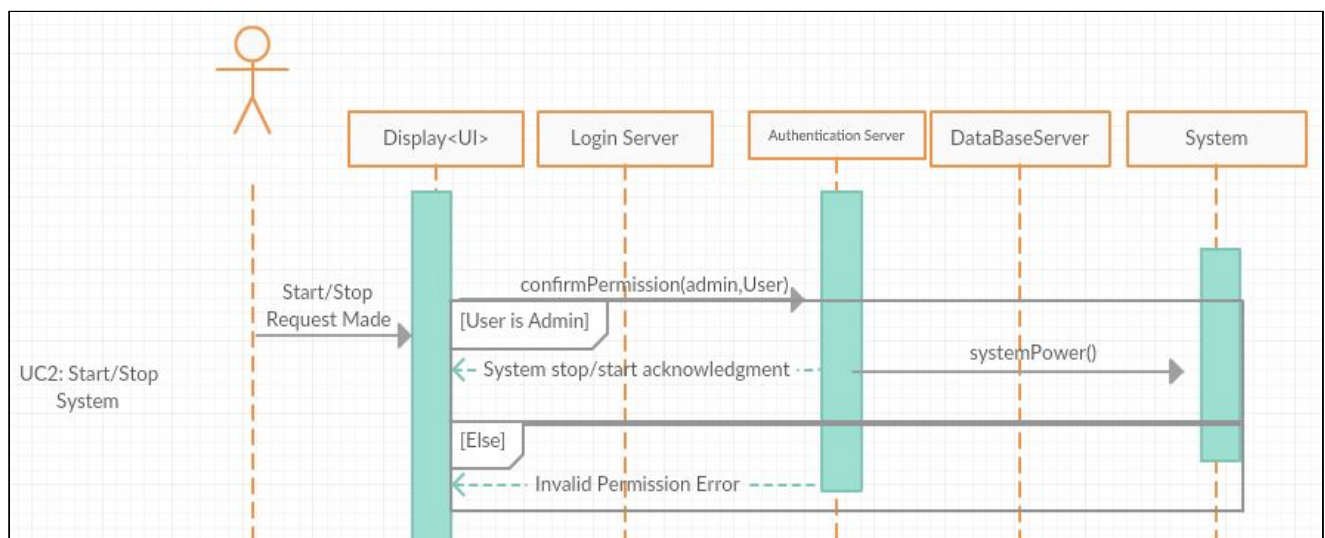 Display<UI>
Login Server
Authentication Server
DataBaseServer
System
confirmPermission(admin,User)
Start/Stop
Request Made
[User is Admin]
systemPower()
System stop/start acknowledgment
UC2: Start/Stop
System
[Else]
Invalid Permission Error